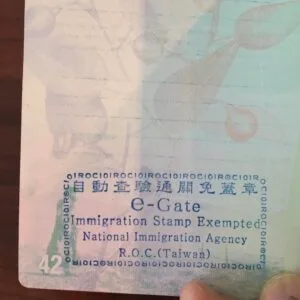 自動查驗通關免蓋章
e-Gate
Immigration Stamp Exempted
National Immigration Agency
R.O.C.(Taiwan)
42